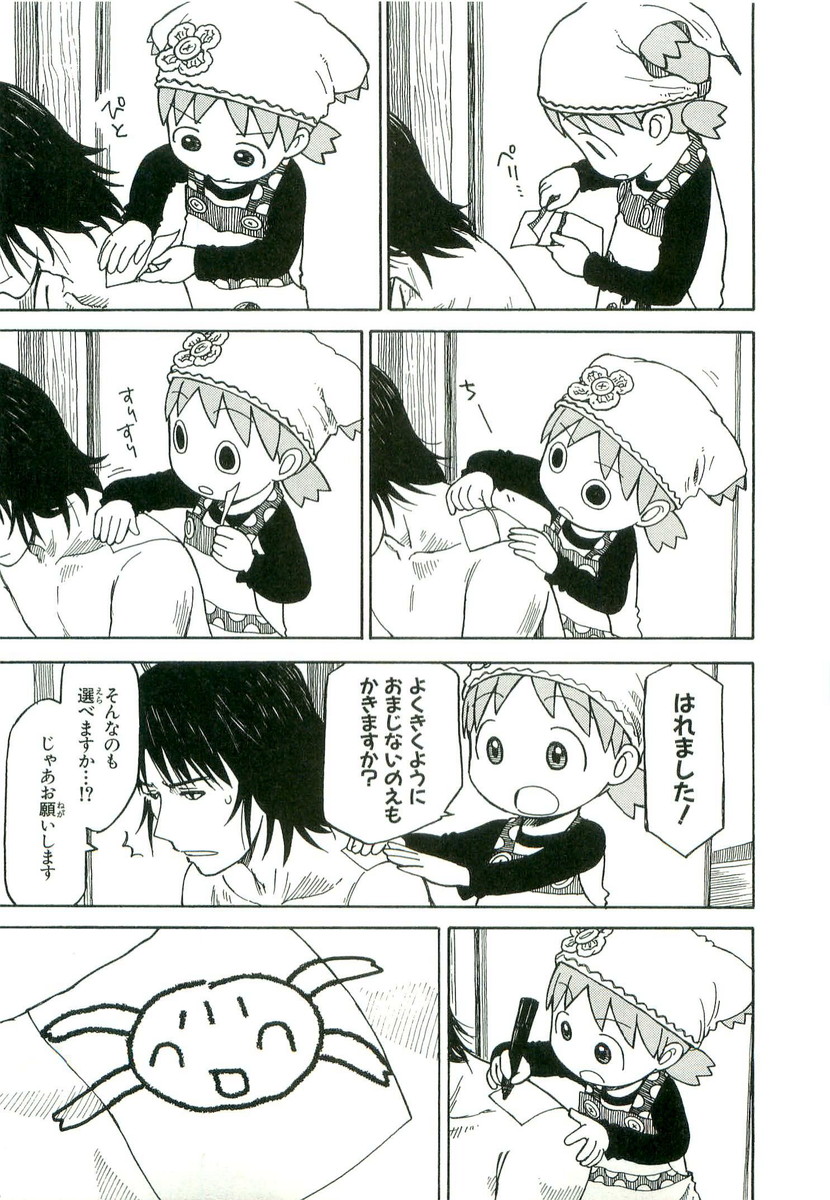 ペリ…
ぴと
ちー
すりすり
はれました!
よくきくように
おまじないのえも
かきますか?
そんなのも
選べますか…!?
じゃあお願いします